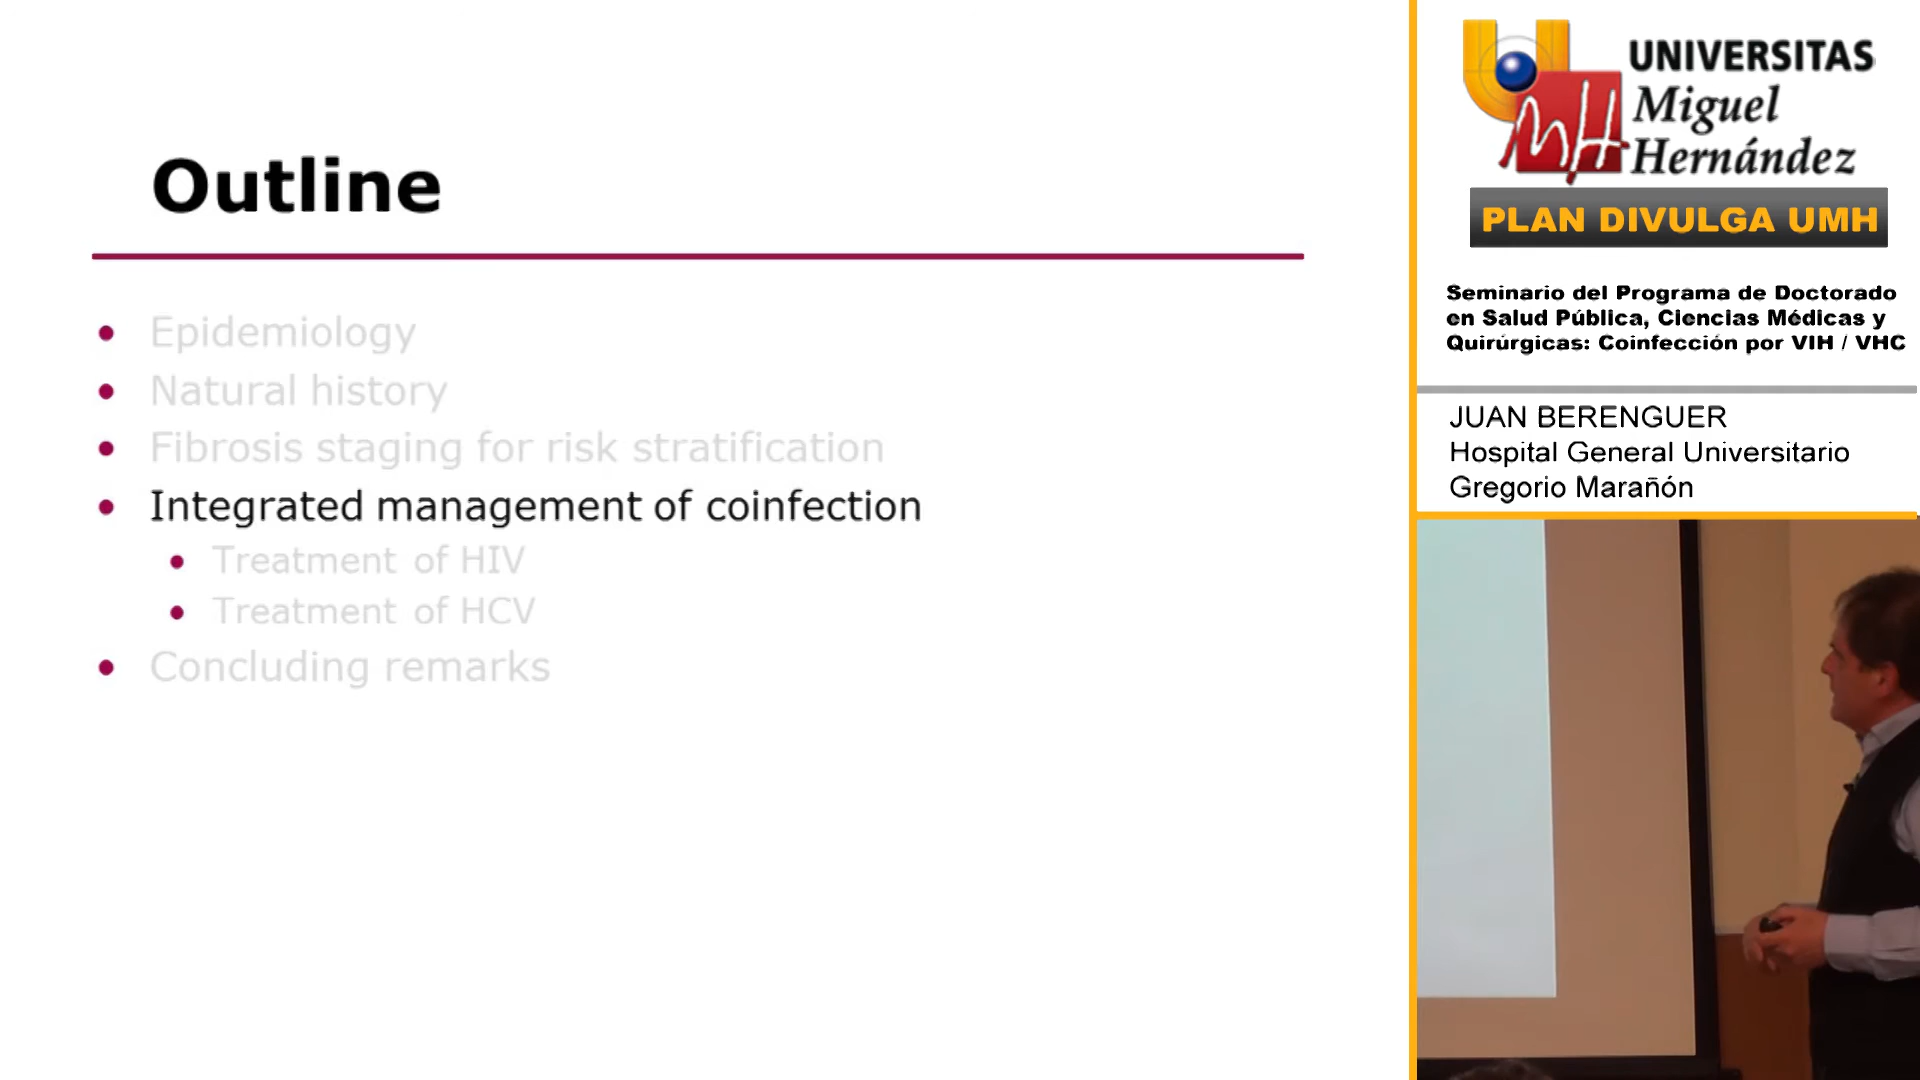 Outline
Epidemiology
Natural history
Fibrosis staging for risk stratification
Integrated management of coinfection
Treatment of HIV
Treatment of HCV
Concluding remarks
UNIVERSITAS
Miguel
Hernández
PLAN DIVULGA UMH
Seminario del Programa de Doctorado
en Salud Pública, Ciencias Médicas y
Quirúrgicas: Coinfección por VIH / VHC
JUAN BERENGUER
Hospital General Universitario
Gregorio Marañón